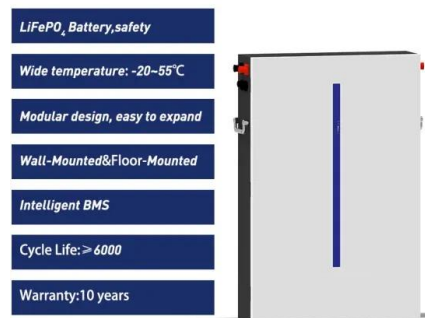 LiFePO₄ Battery,safety
Wide temperature: -20~55℃
Modular design, easy to expand
Wall-Mounted&Floor-Mounted
Intelligent BMS
Cycle Life:≥6000
Warranty:10 years